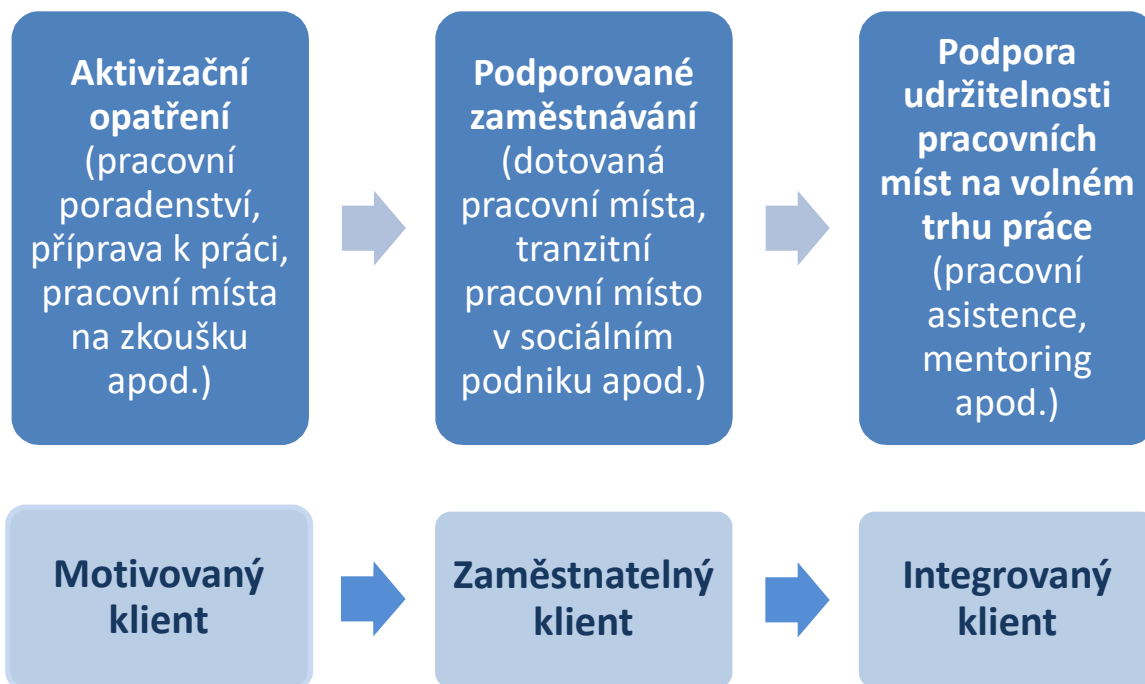 Aktivizační
opatření
(pracovní
poradenství,
příprava k práci,
pracovní místa
na zkoušku
apod.)
Podporované
zaměstnávání
(dotovaná
pracovní místa,
tranzitní
pracovní místo
v sociálním
podniku apod.)
Podpora
udržitelnosti
pracovních
míst na volném
trhu práce
(pracovní
asistence,
mentoring
apod.)
Motivovaný
klient
Zaměstnatelný
klient
Integrovaný
klient